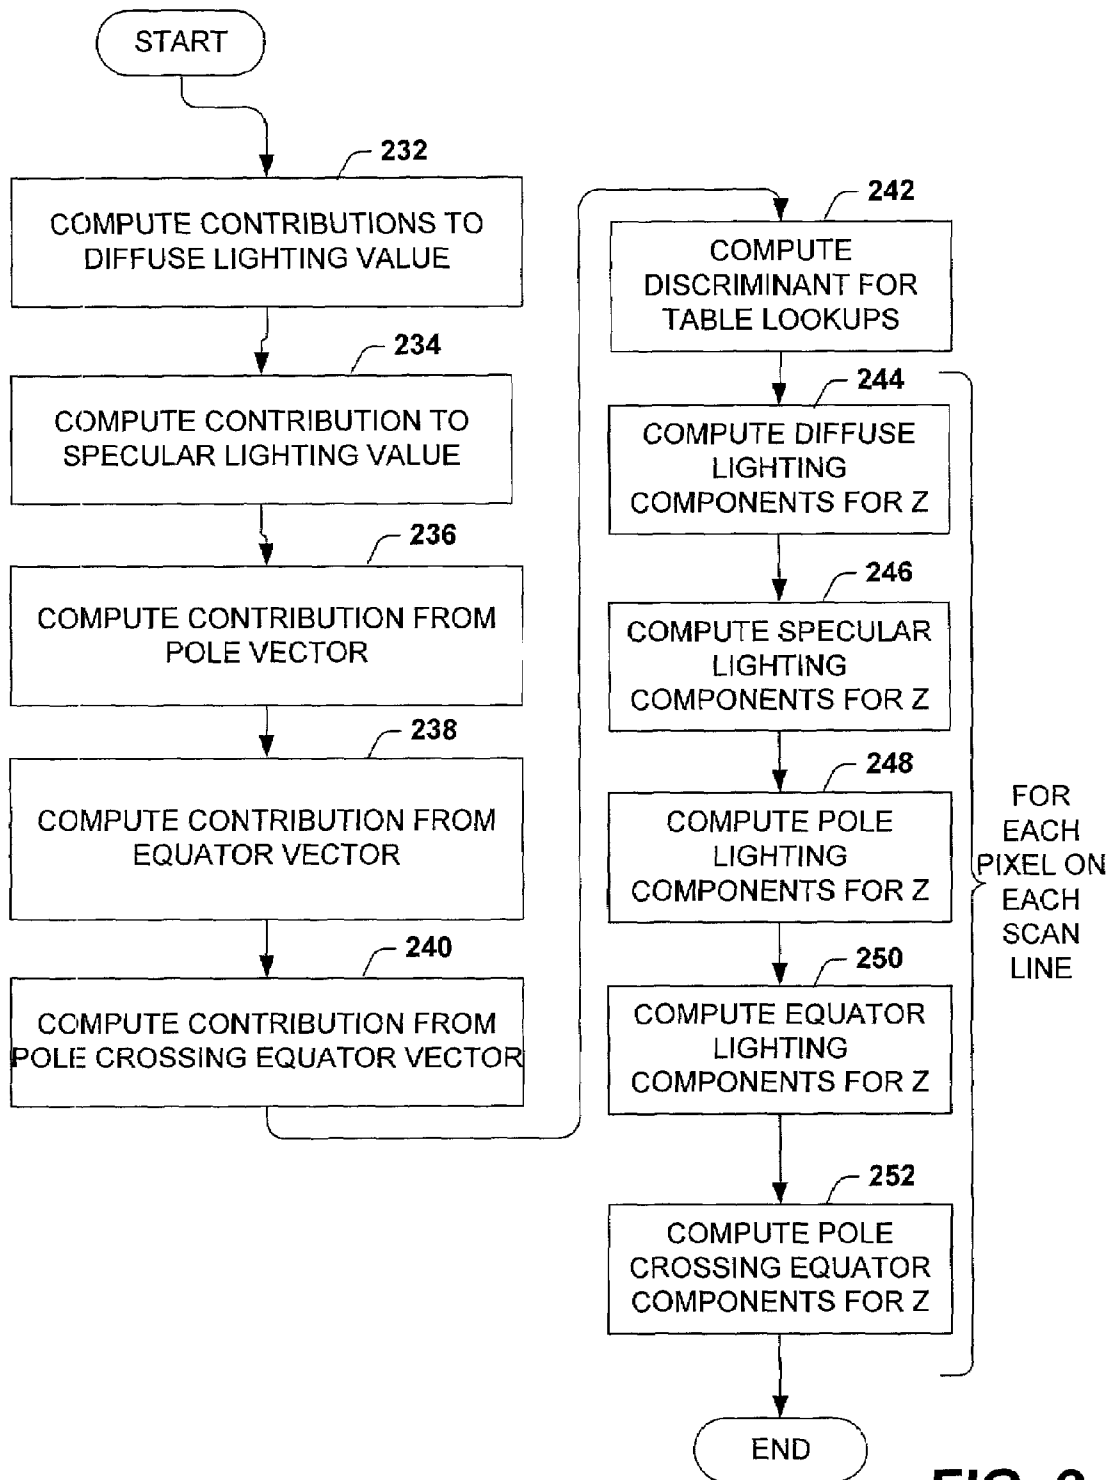 START
232
COMPUTE CONTRIBUTIONS TO
DIFFUSE LIGHTING VALUE
234
COMPUTE CONTRIBUTION TO
SPECULAR LIGHTING VALUE
236
COMPUTE CONTRIBUTION FROM
POLE VECTOR
238
COMPUTE CONTRIBUTION FROM
EQUATOR VECTOR
240
COMPUTE CONTRIBUTION FROM
POLE CROSSING EQUATOR VECTOR
242
COMPUTE
DISCRIMINANT FOR
TABLE LOOKUPS
244
COMPUTE DIFFUSE
LIGHTING
COMPONENTS FOR Z
246
COMPUTE SPECULAR
LIGHTING
COMPONENTS FOR Z
248
COMPUTE POLE
LIGHTING
COMPONENTS FOR Z
250
COMPUTE EQUATOR
LIGHTING
COMPONENTS FOR Z
252
COMPUTE POLE
CROSSING EQUATOR
COMPONENTS FOR Z
FOR
EACH
PIXEL ON
EACH
SCAN
LINE
END